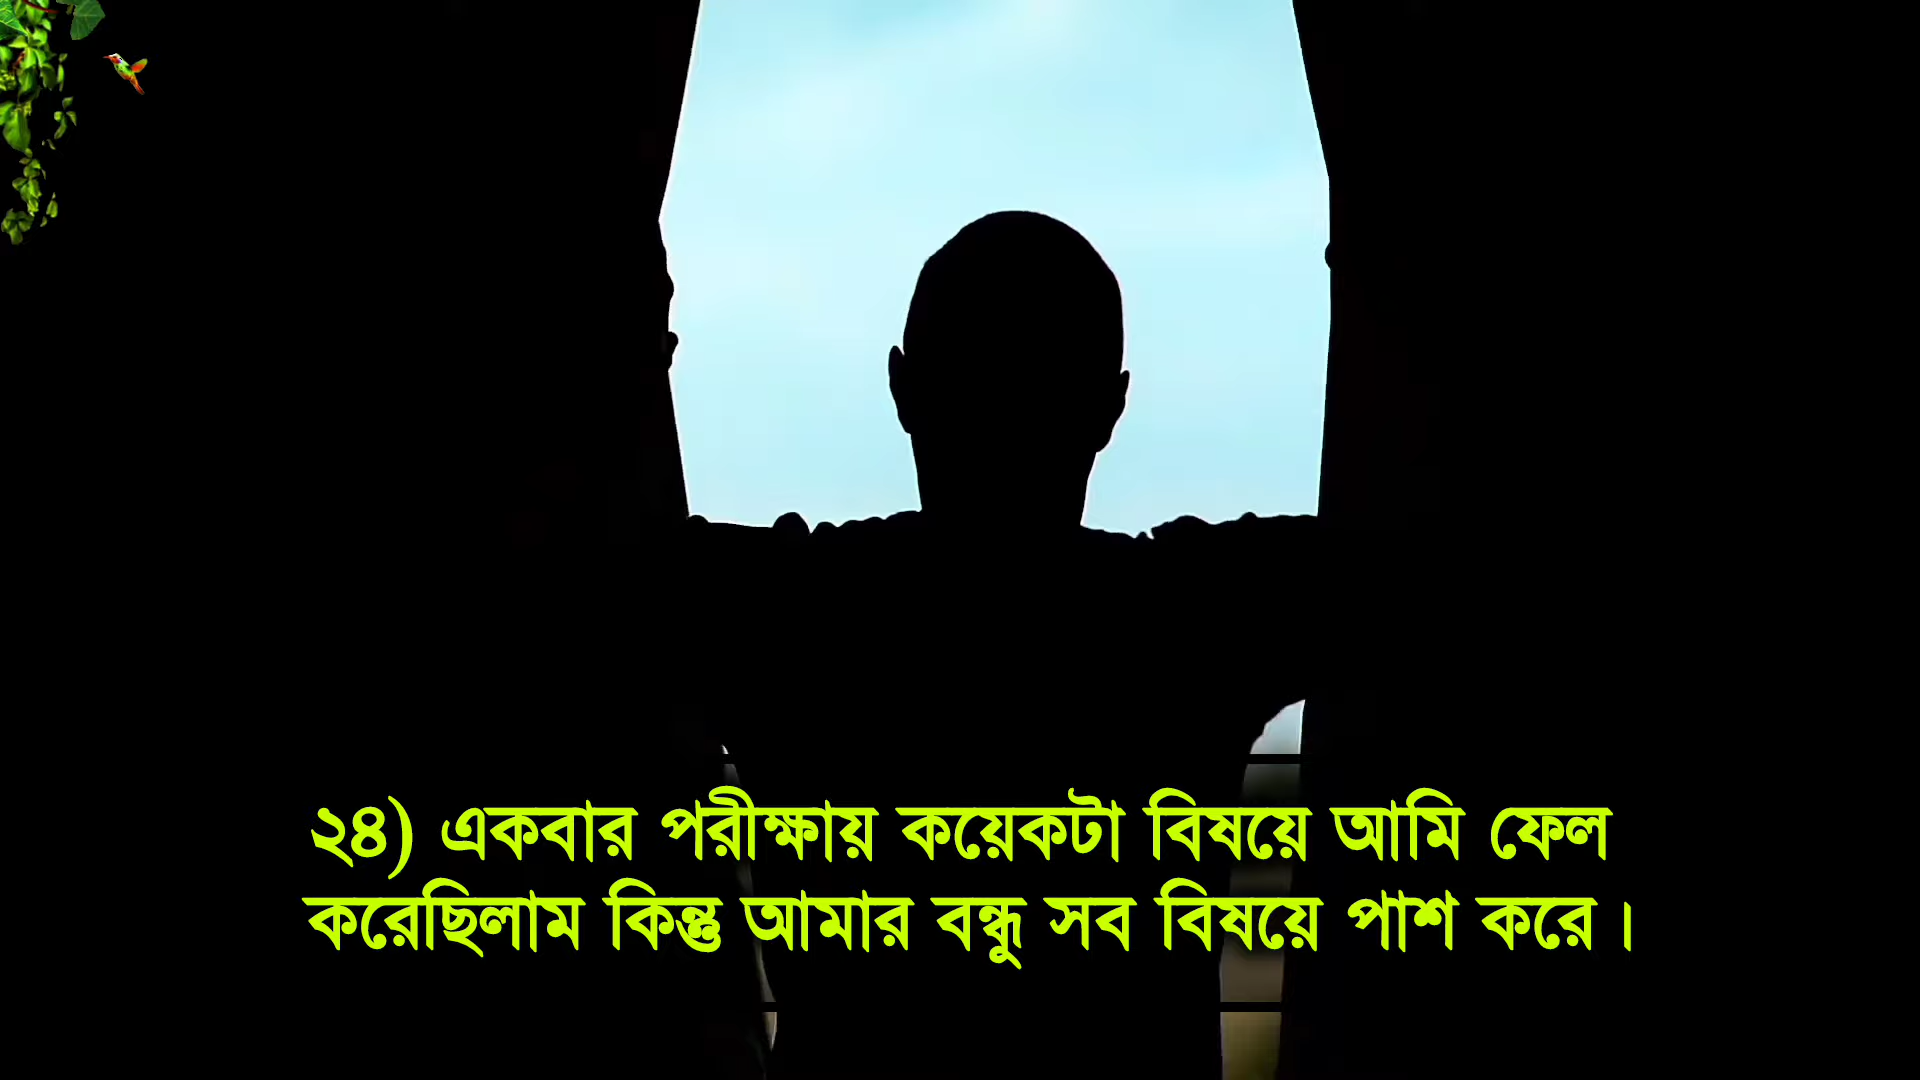 ২৪) একবার পরীক্ষায় কয়েকটা বিষয়ে আমি ফেল
করেছিলাম কিন্তু আমার বন্ধু সব বিষয়ে পাশ করে।